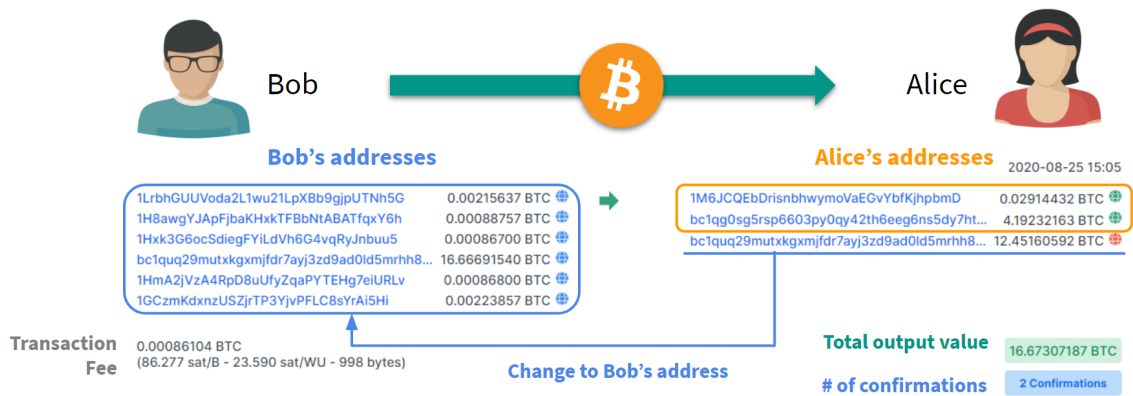 Bob
Alice
Bob's addresses
Alice's addresses
2020-08-25 15:05
1LrbhGUUVoda2L1wu21LpXBb9gjpUTNh5G 0.00215637 BTC
1H8awgYJApFjbaKHxkTFBbNtABATfqxY6h 0.00088757 BTC
1Hxk3G6ocSdiegFYiLdVh6G4vqRyJnbuu5 0.00086700 BTC
bc1quq29mutxkgxmjfdr7ayj3zd9ad0ld5mrhh8... 16.66691540 BTC
1HmA2jVzA4RpD8uUfyZqaPYTEHg7eiURLv 0.00086800 BTC
1GCzmKdxnzUSZjrTP3YjvPFLC8sYrAi5Hi 0.00223857 BTC
1M6JCQEbDrisnbhwymoVaEGvYbfKjhpbmD 0.02914432 BTC
bc1qg0sg5rsp6603py0qy42th6eeg6ns5dy7ht... 4.19232163 BTC
bc1quq29mutxkgxmjfdr7ayj3zd9ad0ld5mrhh8... 12.45160592 BTC
Transaction
Fee
0.00086104 BTC
(86.277 sat/B - 23.590 sat/WU - 998 bytes)
Change to Bob's address
Total output value
16.67307187 BTC
# of confirmations
2 Confirmations